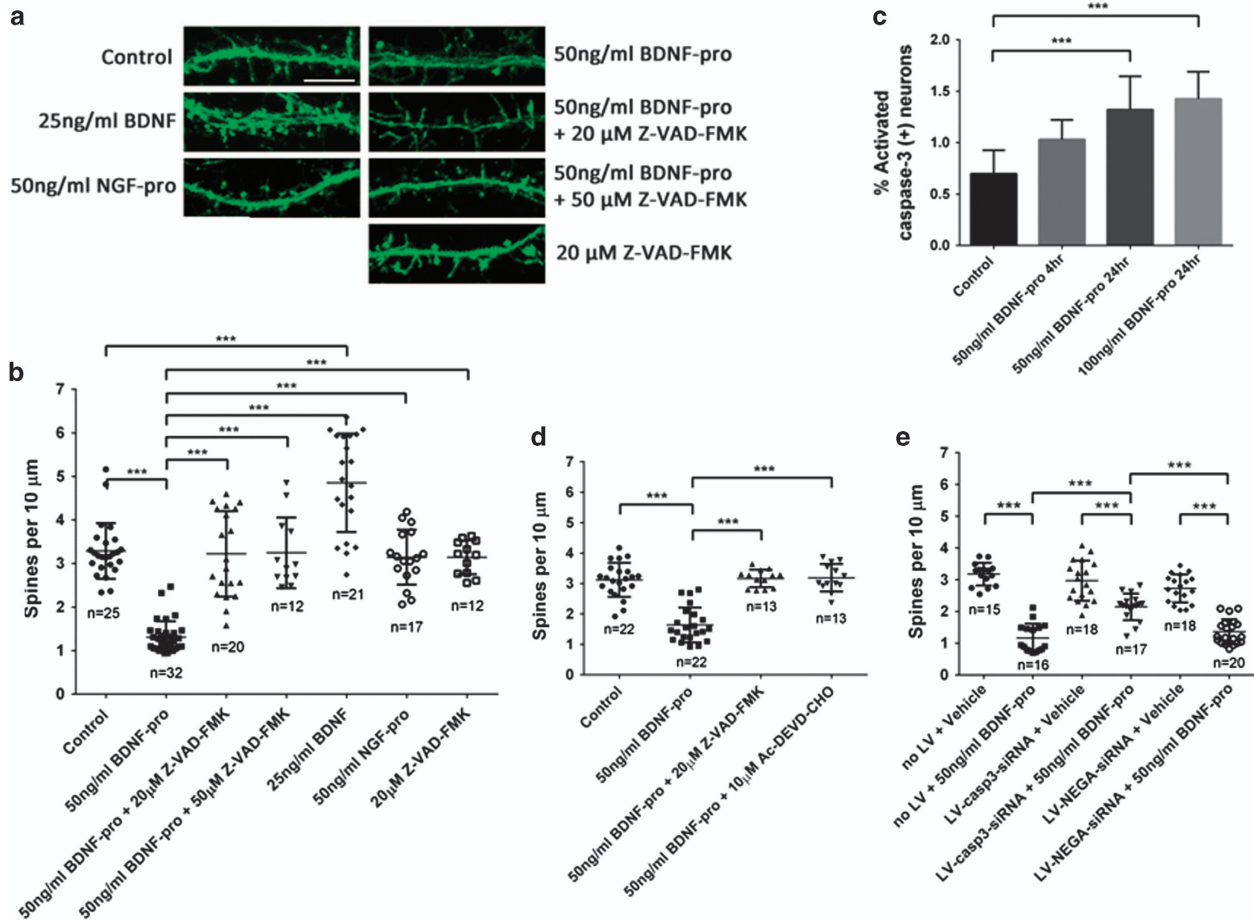 a
Control
25ng/ml BDNF
50ng/ml NGF-pro
50ng/ml BDNF-pro
50ng/ml BDNF-pro
+ 20 µM Z-VAD-FMK
50ng/ml BDNF-pro
+ 50 µM Z-VAD-FMK
20 µM Z-VAD-FMK
c
***
***
% Activated
caspase-3 (+) neurons
2.0
1.5
1.0
0.5
0.0
Control
50ng/ml BDNF-pro 4hr
50ng/ml BDNF-pro 24hr
100ng/ml BDNF-pro 24hr
b
***
***
***
***
***
***
***
Spines per 10 µm
7
6
5
4
3
2
1
0
n=25
n=32
n=20
n=12
n=21
n=17
n=12
Control
50ng/ml BDNF-pro
50ng/ml BDNF-pro + 20µM Z-VAD-FMK
50ng/ml BDNF-pro + 50µM Z-VAD-FMK
25ng/ml BDNF
50ng/ml NGF-pro
20µM Z-VAD-FMK
d
***
***
***
Spines per 10 µm
7
6
5
4
3
2
1
0
n=22
n=22
n=13
n=13
Control
50ng/ml BDNF-pro
50ng/ml BDNF-pro + 20µM Z-VAD-FMK
50ng/ml BDNF-pro + 10µM Ac-DEVD-CHO
e
***
***
***
***
***
Spines per 10 µm
7
6
5
4
3
2
1
0
n=15
n=16
n=18
n=17
n=18
n=20
no LV + Vehicle
no LV + 50ng/ml BDNF-pro
LV-casp3-siRNA + Vehicle
LV-casp3-siRNA + 50ng/ml BDNF-pro
LV-NEGA-siRNA + Vehicle
LV-NEGA-siRNA + 50ng/ml BDNF-pro